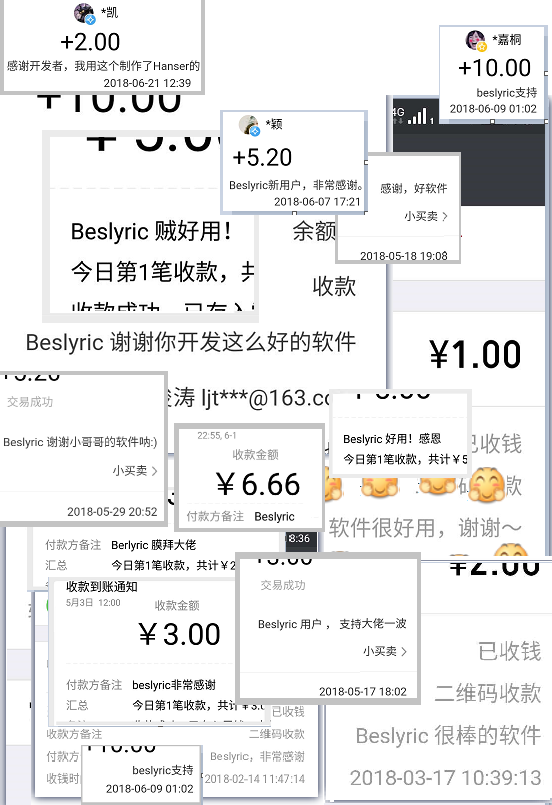 *凯
+2.00
感谢开发者，我用这个制作了Hanser的
2018-06-21 12:39
*嘉桐
+10.00
beslyric支持
2018-06-09 01:02
+10.00
*颖
+5.20
Beslyric新用户，非常感谢。
2018-06-07 17:21
4G
感谢，好软件
小买卖
2018-05-18 19:08
Beslyric 贼好用！
今日第1笔收款，共
收款成功，已存入
余额
收款
Beslyric 谢谢你开发这么好的软件
涛 ljt***@163.co
¥1.00
+5.20
交易成功
Beslyric 谢谢小哥哥的软件呐:)
小买卖
2018-05-29 20:52
22:55, 6-1
收款金额
￥6.66
付款方备注 Beslyric
Beslyric 好用！感恩
今日第1笔收款，共计￥5
已收钱
码
款
软件很好用，谢谢～
8:36
付款方备注 Berlyric 膜拜大佬
汇总 今日第1笔收款，共计￥2
收款到账通知
5月3日 12:00
收款金额
￥3.00
付款方备注 beslyric非常感谢
汇总 今日第1笔收款，共计￥3.0
交易成功
Beslyric 用户， 支持大佬一波
小买卖
2018-05-17 18:02
¥2.00
已收钱
二维码收款
Beslyric 很棒的软件
2018-03-17 10:39:13
已收钱
收款方备注 二维码收款
付款方 Beslyric，非常感谢
收钱时 2018-02-14 11:47:14
+10.00
beslyric支持
2018-06-09 01:02